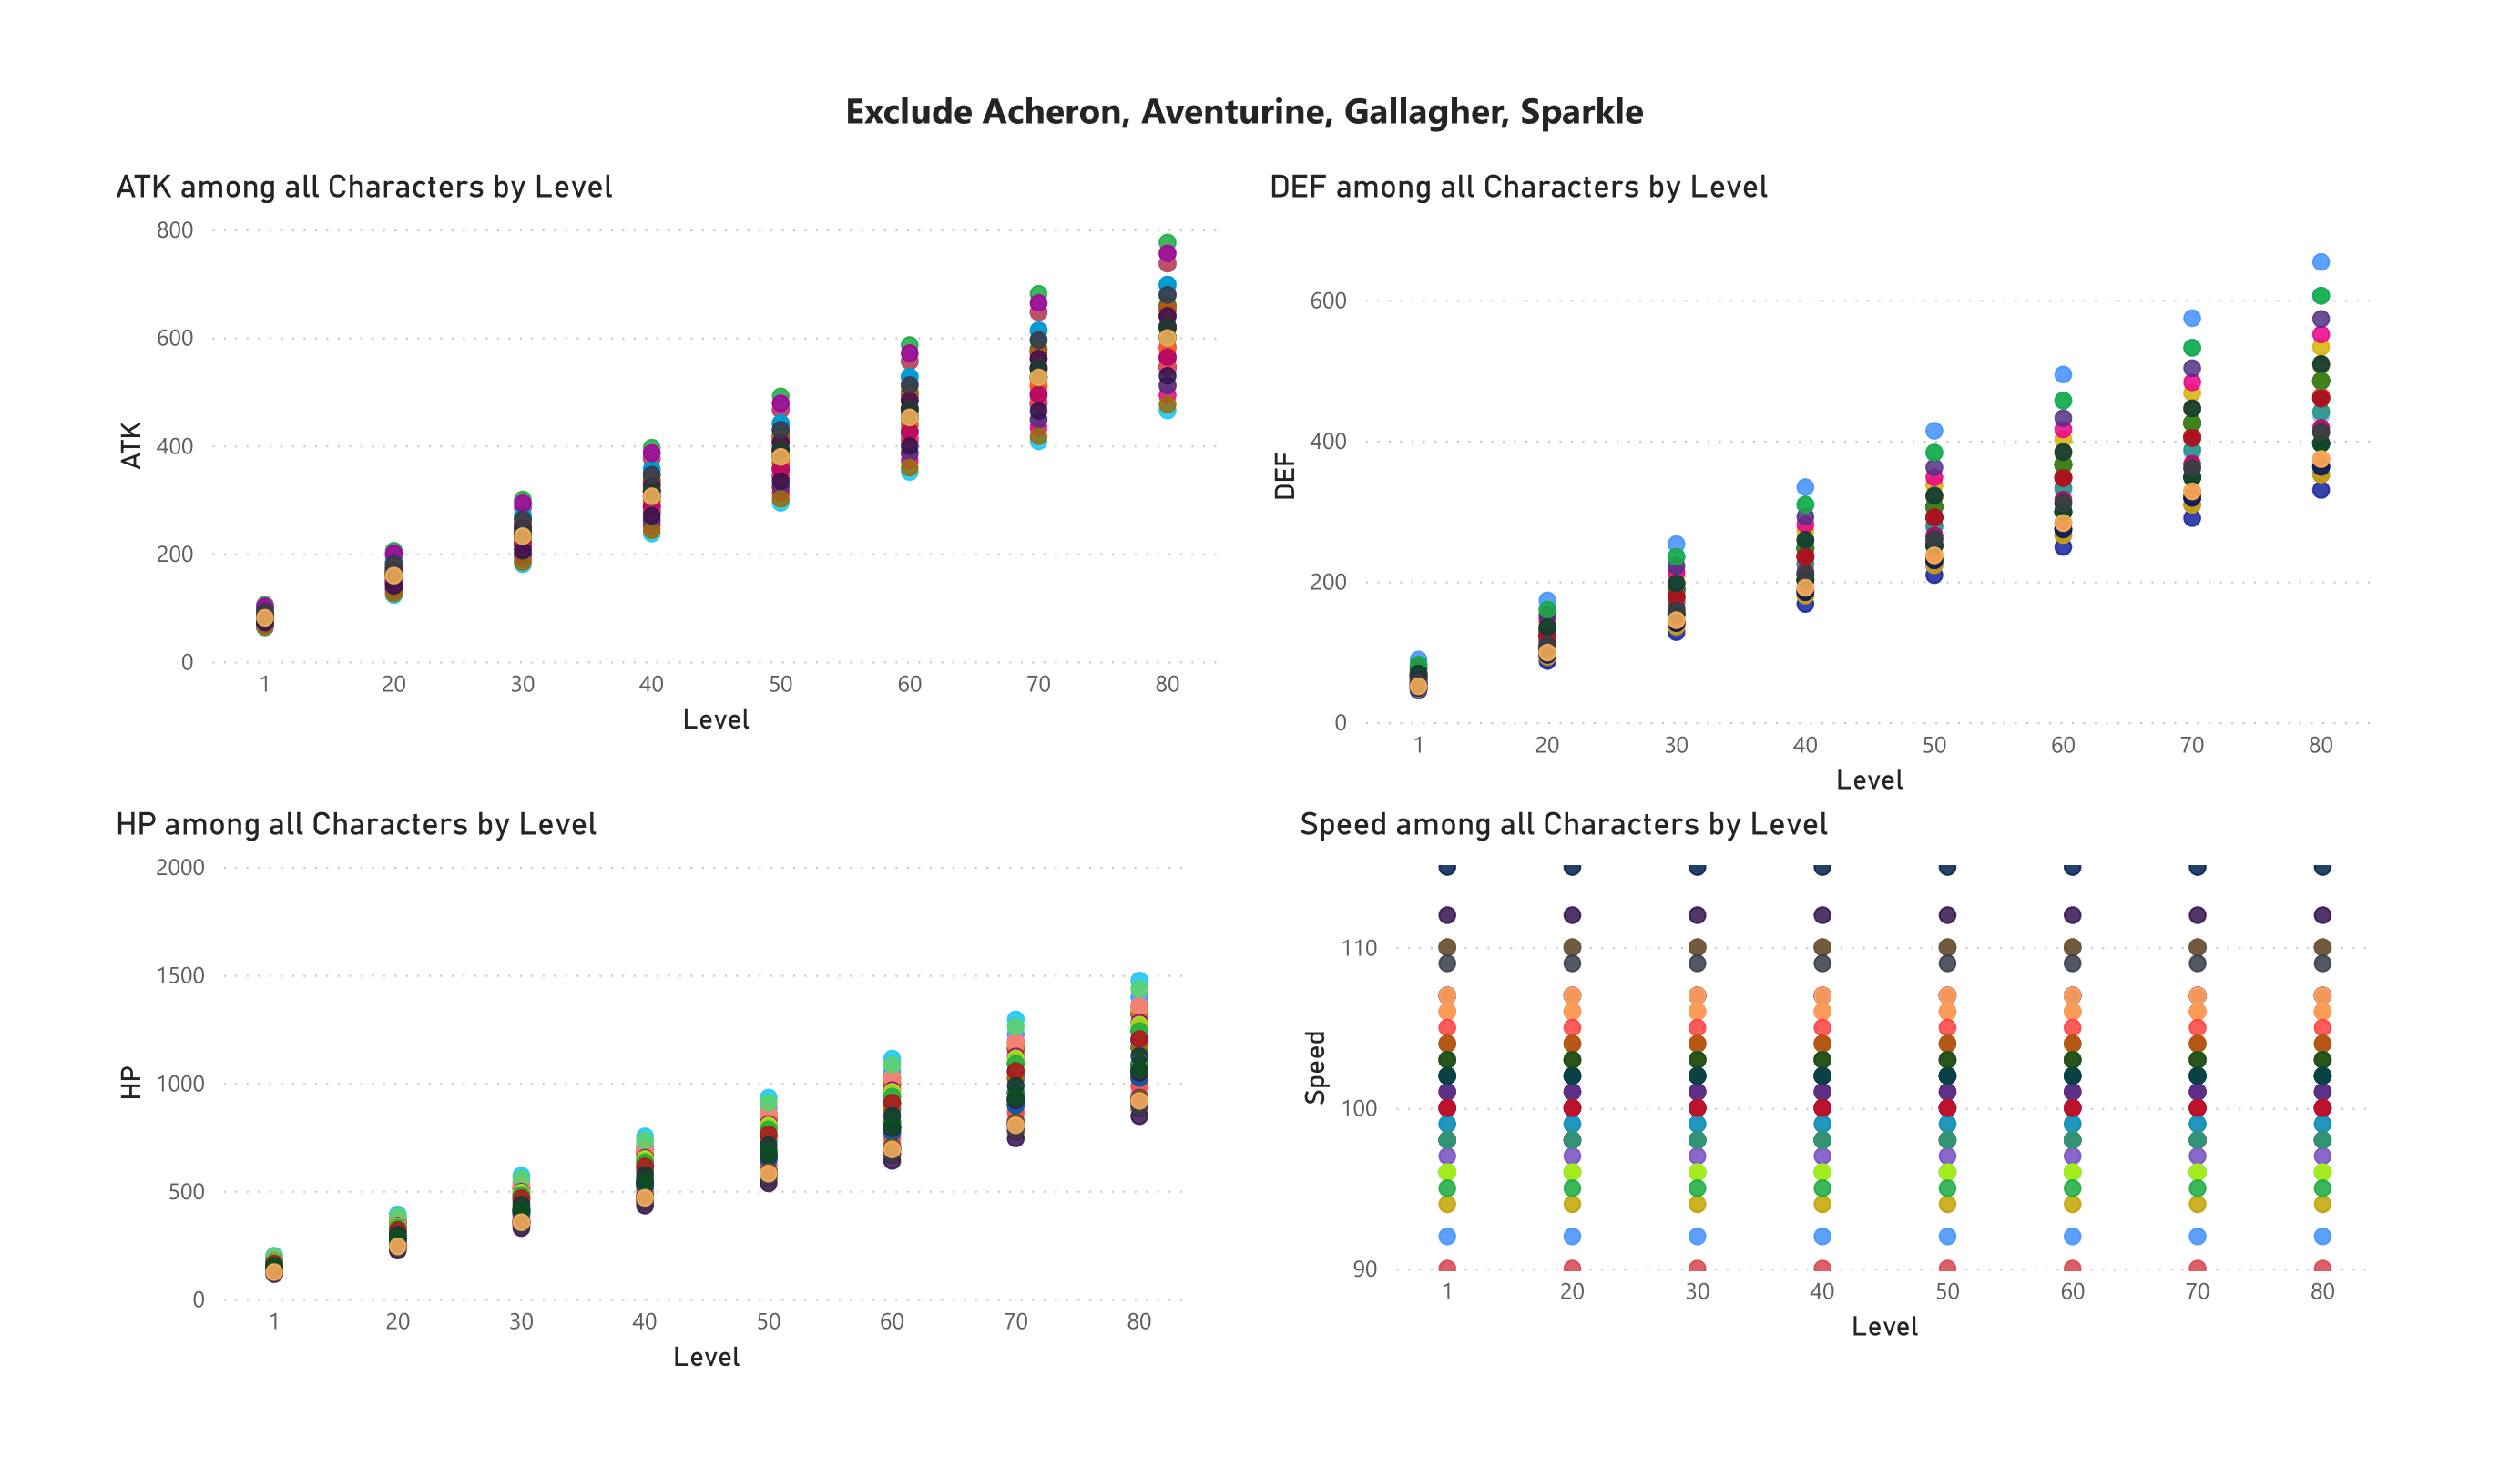 Exclude Acheron, Aventurine, Gallagher, Sparkle
ATK among all Characters by Level
800
600
400
200
0
ATK
1 20 30 40 50 60 70 80
Level
DEF among all Characters by Level
600
400
200
0
DEF
1 20 30 40 50 60 70 80
Level
HP among all Characters by Level
2000
1500
1000
500
0
HP
1 20 30 40 50 60 70 80
Level
Speed among all Characters by Level
110
100
90
Speed
1 20 30 40 50 60 70 80
Level